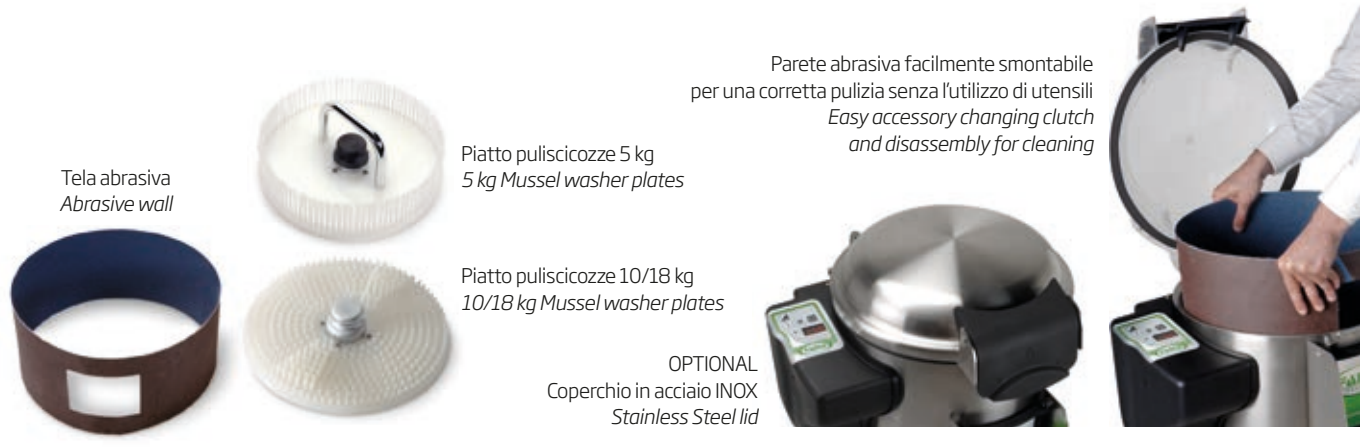 Tela abrasiva
Abrasive wall
Piatto puliscicozze 5 kg
5 kg Mussel washer plates
Piatto puliscicozze 10/18 kg
10/18 kg Mussel washer plates
Parete abrasiva facilmente smontabile
per una corretta pulizia senza l'utilizzo di utensili
Easy accessory changing clutch
and disassembly for cleaning
OPTIONAL
Coperchio in acciaio INOX
Stainless Steel lid